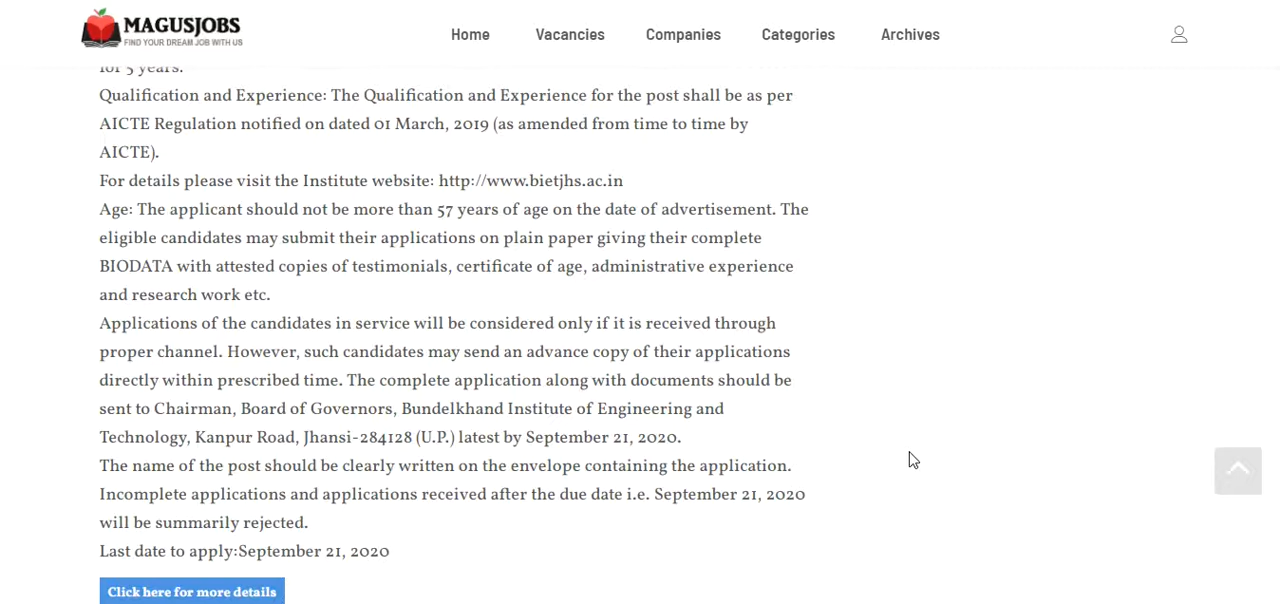 MAGUSJOBS
FIND YOUR DREAM JOB WITH US
Home Vacancies Companies Categories Archives
for 5 years.
Qualification and Experience: The Qualification and Experience for the post shall be as per
AICTE Regulation notified on dated 01 March, 2019 (as amended from time to time by
AICTE).
For details please visit the Institute website: http://www.bietjhs.ac.in
Age: The applicant should not be more than 57 years of age on the date of advertisement. The
eligible candidates may submit their applications on plain paper giving their complete
BIODATA with attested copies of testimonials, certificate of age, administrative experience
and research work etc.
Applications of the candidates in service will be considered only if it is received through
proper channel. However, such candidates may send an advance copy of their applications
directly within prescribed time. The complete application along with documents should be
sent to Chairman, Board of Governors, Bundelkhand Institute of Engineering and
Technology, Kanpur Road, Jhansi-284128 (U.P.) latest by September 21, 2020.
The name of the post should be clearly written on the envelope containing the application.
Incomplete applications and applications received after the due date i.e. September 21, 2020
will be summarily rejected.
Last date to apply:September 21, 2020
Click here for more details